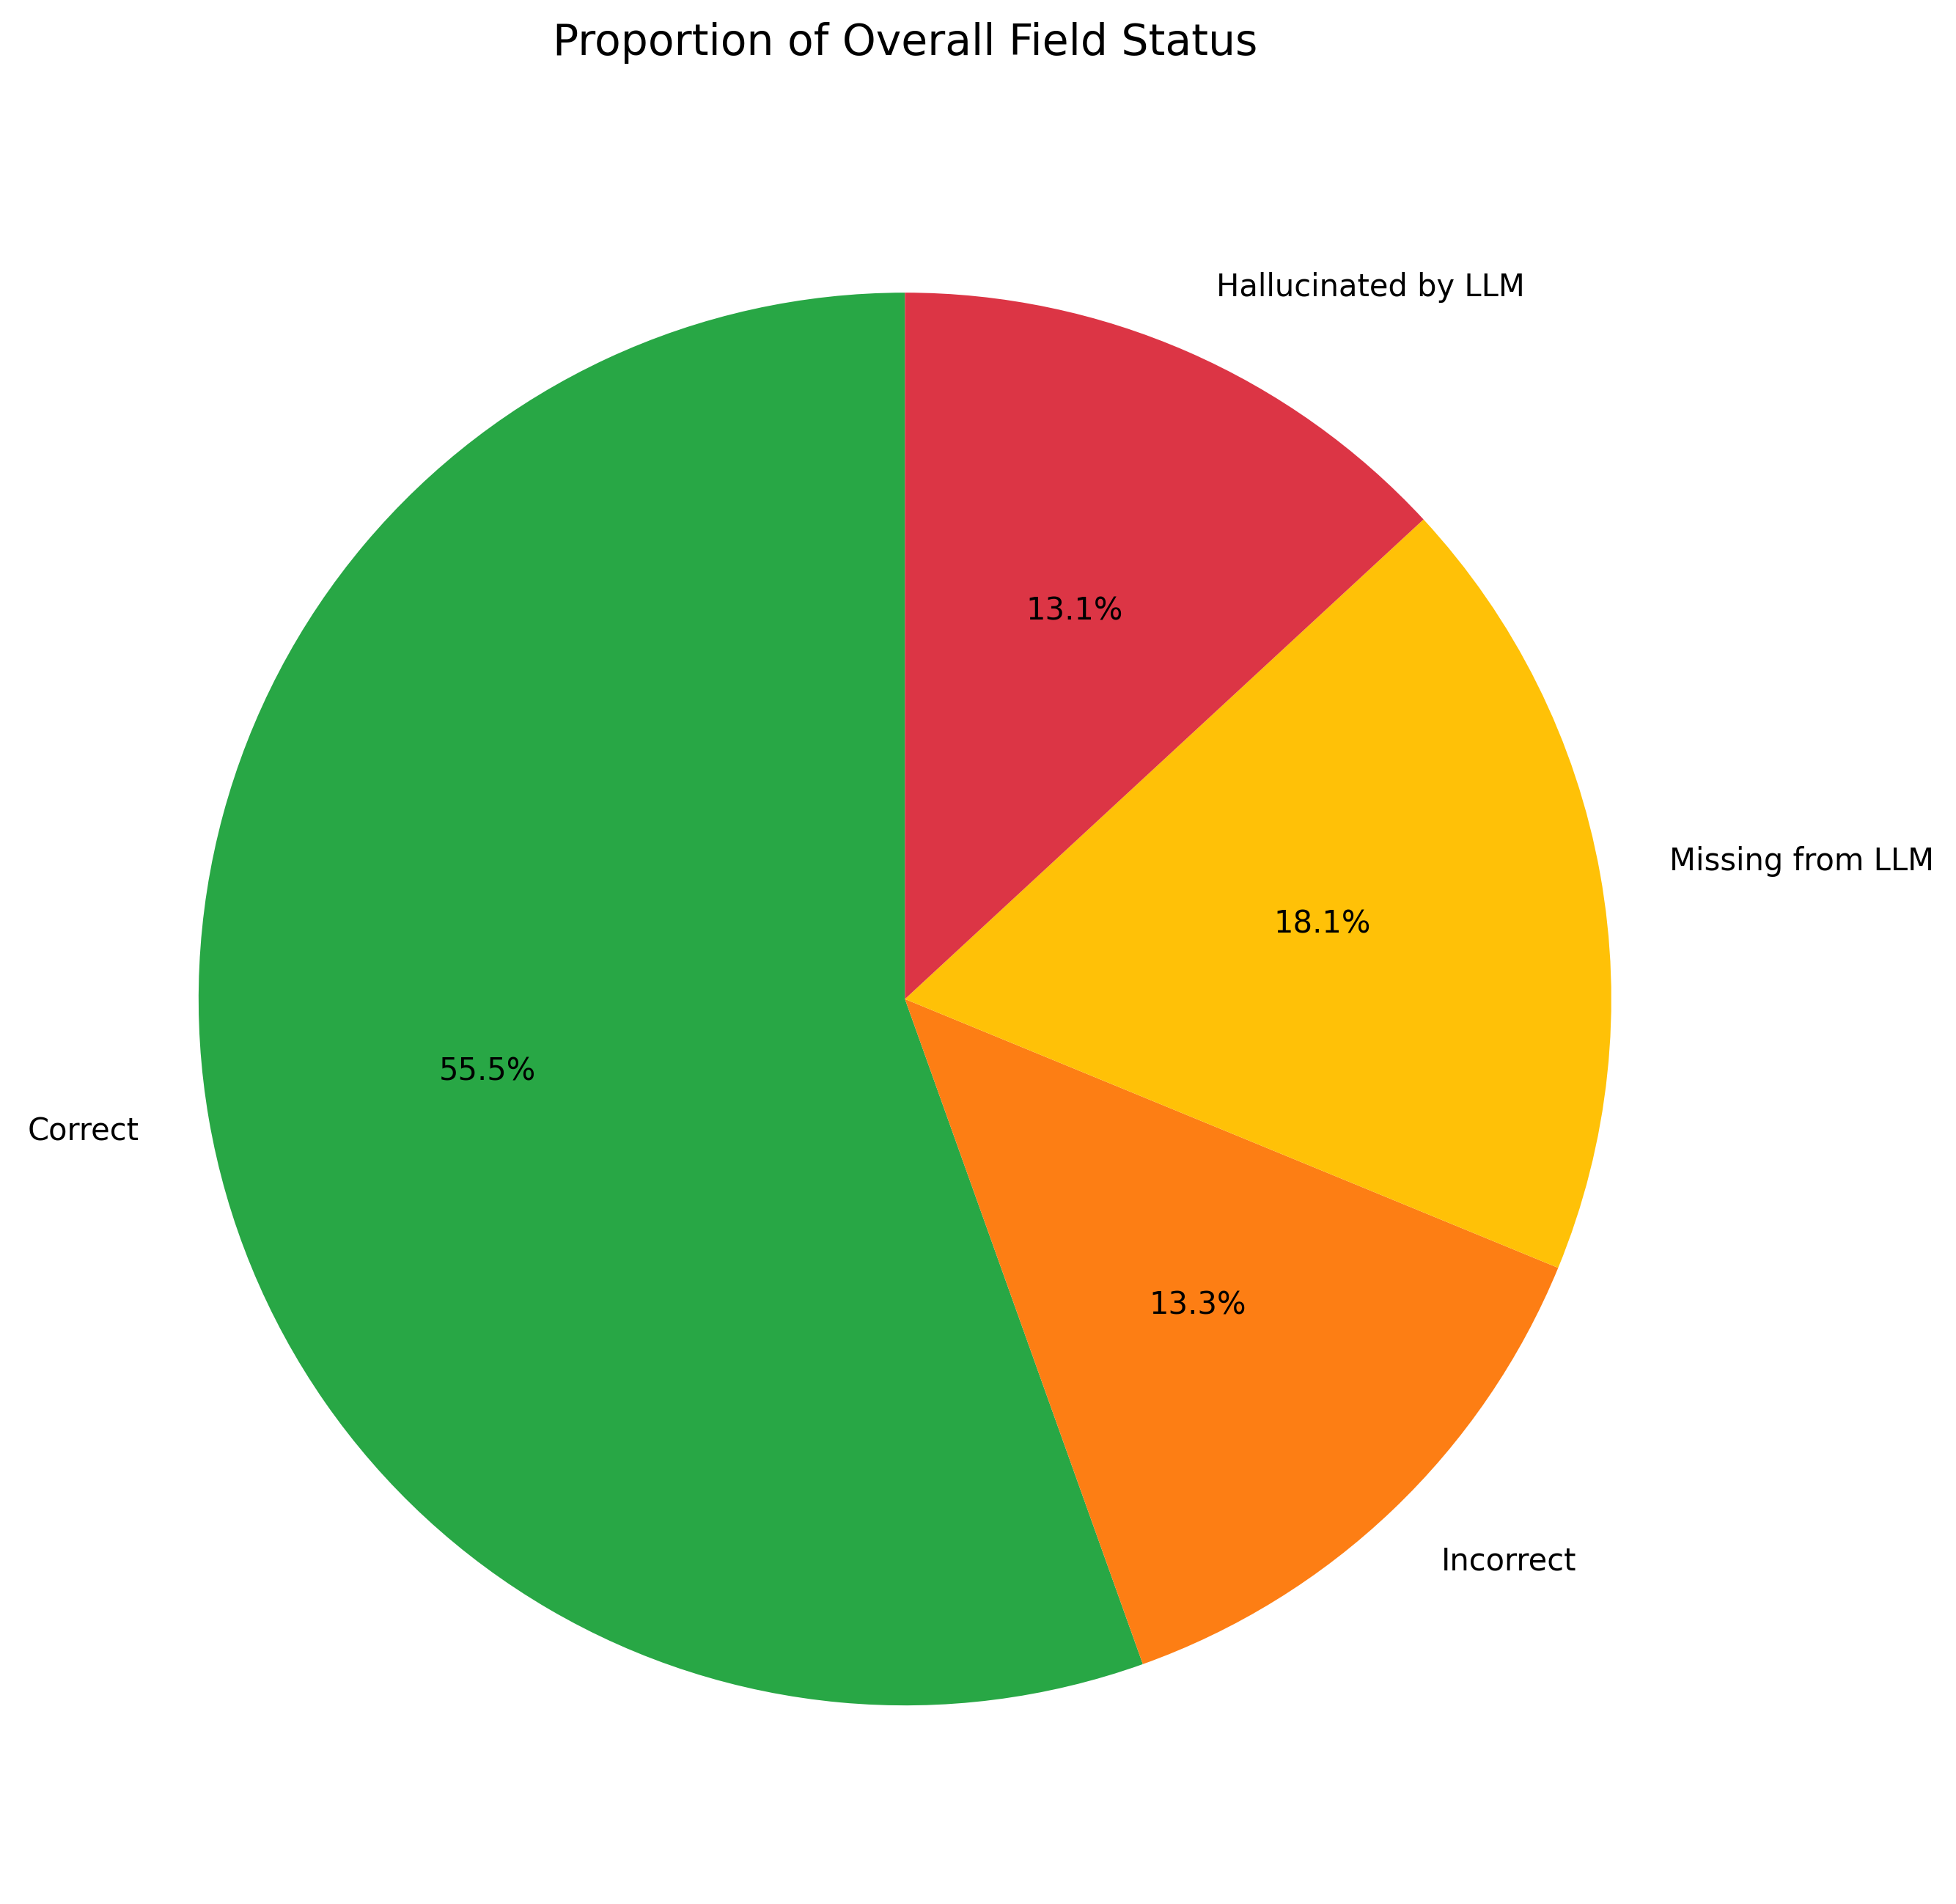 Proportion of Overall Field Status
Hallucinated by LLM
13.1%
Missing from LLM
18.1%
55.5%
Correct
13.3%
Incorrect